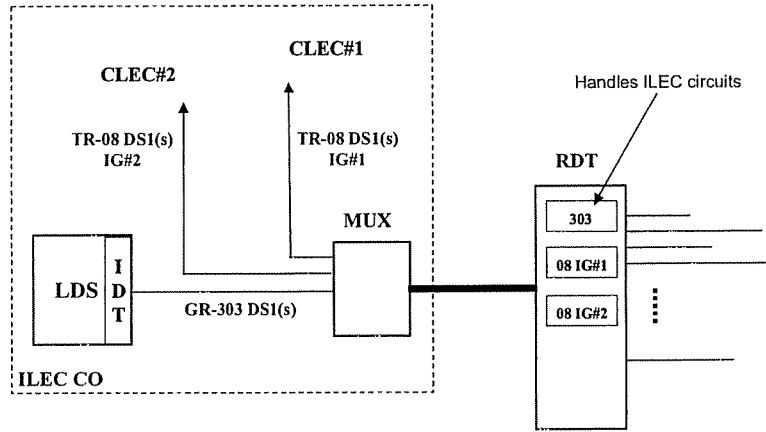 CLEC#1
CLEC#2
Handles ILEC circuits
TR-08 DS1(s)
IG#2
TR-08 DS1(s)
IG#1
RDT
MUX
303
08 IG#1
08 IG#2
LDS
I
D
T
GR-303 DS1(s)
ILEC CO